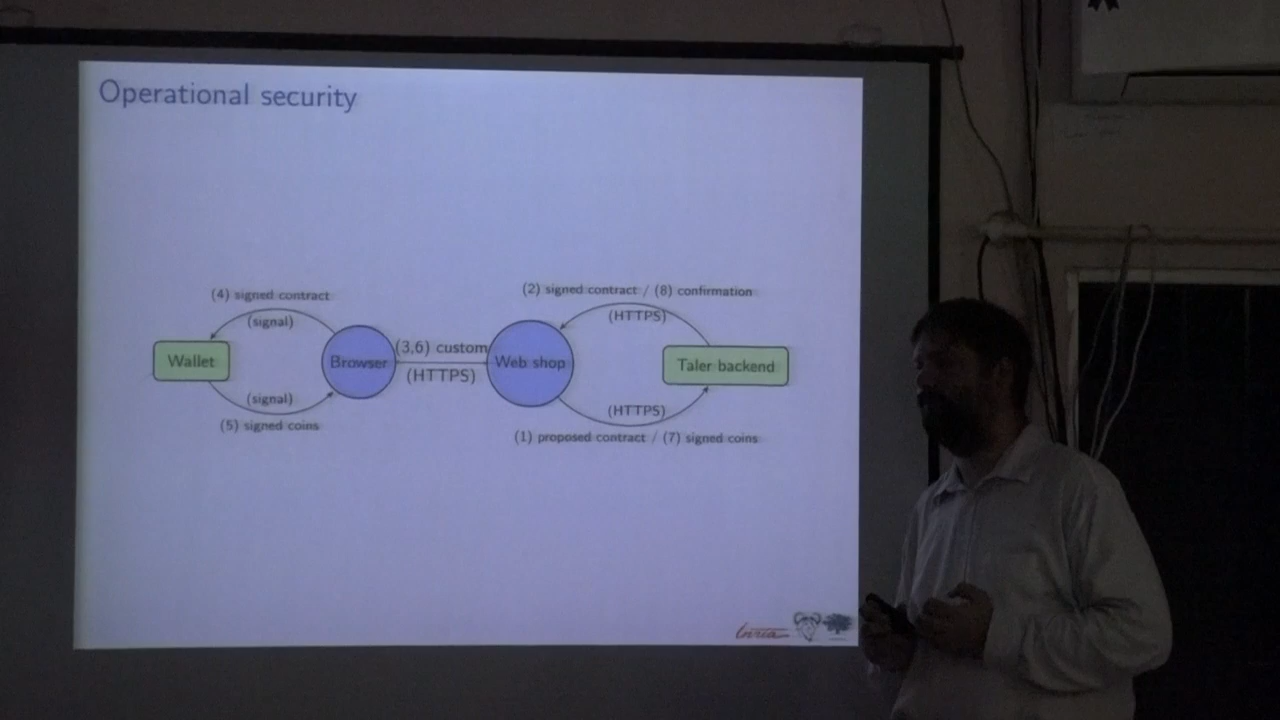 Operational security
(4) signed contract
(signal)
Wallet
Browser
(signal)
(5) signed coins
(3,6) custom
(HTTPS)
Web shop
(2) signed contract / (8) confirmation
(HTTPS)
Taler backend
(HTTPS)
(1) proposed contract / (7) signed coins
Inria